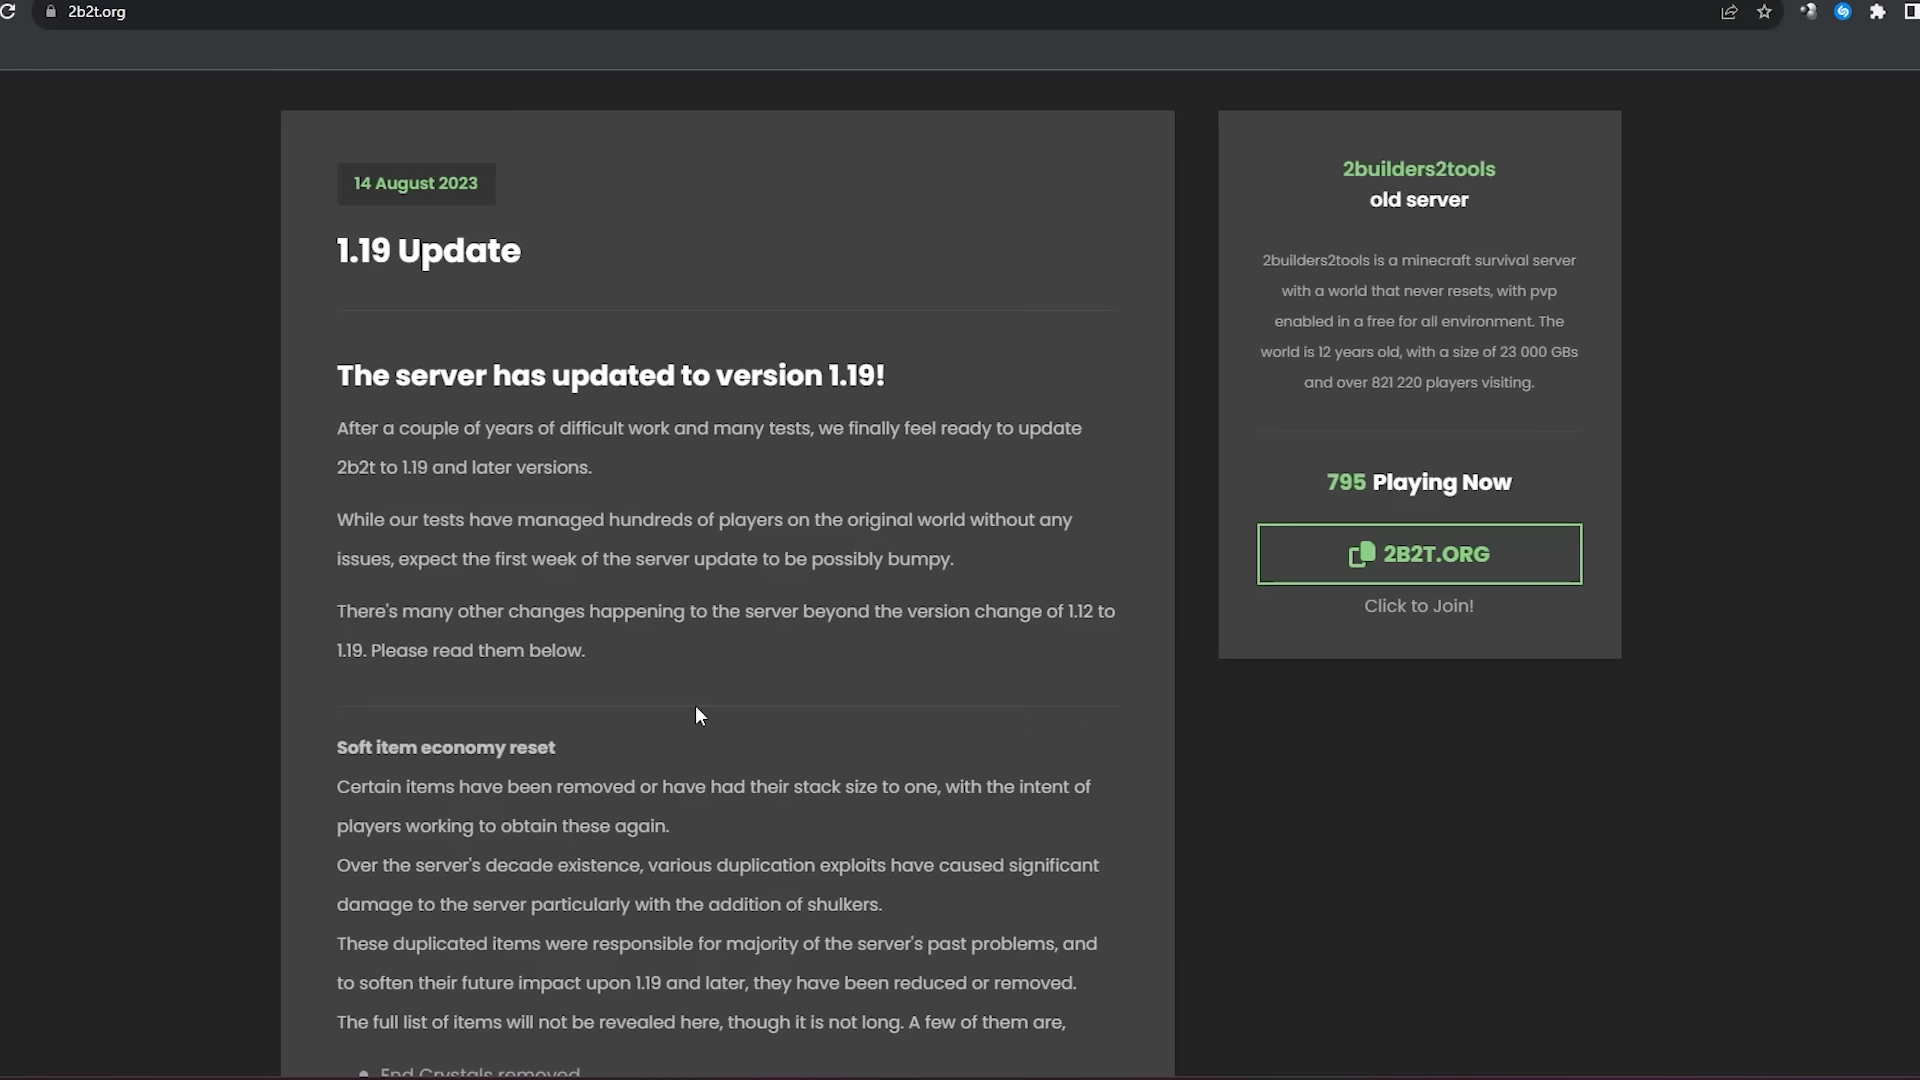 2b2t.org
14 August 2023
1.19 Update
The server has updated to version 1.19!
After a couple of years of difficult work and many tests, we finally feel ready to update
2b2t to 1.19 and later versions.
While our tests have managed hundreds of players on the original world without any
issues, expect the first week of the server update to be possibly bumpy.
There's many other changes happening to the server beyond the version change of 1.12 to
1.19. Please read them below.
Soft item economy reset
Certain items have been removed or have had their stack size to one, with the intent of
players working to obtain these again.
Over the server's decade existence, various duplication exploits have caused significant
damage to the server particularly with the addition of shulkers.
These duplicated items were responsible for majority of the server's past problems, and
to soften their future impact upon 1.19 and later, they have been reduced or removed.
The full list of items will not be revealed here, though it is not long. A few of them are,
End Crystals removed
2builders2tools
old server
2builders2tools is a minecraft survival server
with a world that never resets, with pvp
enabled in a free for all environment. The
world is 12 years old, with a size of 23 000 GBs
and over 821 220 players visiting.
795 Playing Now
2B2T.ORG
Click to Join!